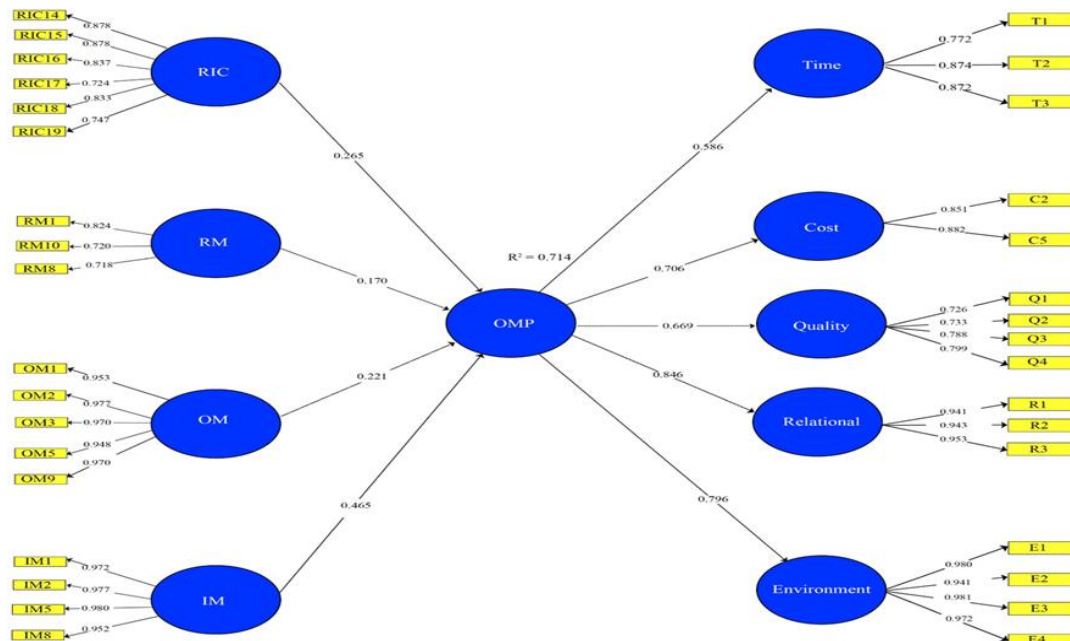 RIC14
0.878
RIC15
0.878
RIC16
0.837
RIC17
0.724
RIC18
0.833
RIC19
0.747
RIC
0.265
RM1
0.824
RM10
0.720
RM8
0.718
RM
0.170
OM1
0.953
OM2
0.977
OM3
0.970
OM5
0.948
OM9
0.970
OM
0.221
IM1
0.972
IM2
0.977
IM5
0.980
IM8
0.952
IM
0.465
R² = 0.714
OMP
0.586
Time
0.772
T1
0.874
T2
0.872
T3
0.706
Cost
0.851
C2
0.882
C5
0.669
Quality
0.726
Q1
0.733
Q2
0.788
Q3
0.799
Q4
0.846
Relational
0.941
R1
0.943
R2
0.953
R3
0.796
Environment
0.980
E1
0.941
E2
0.981
E3
0.972
E4